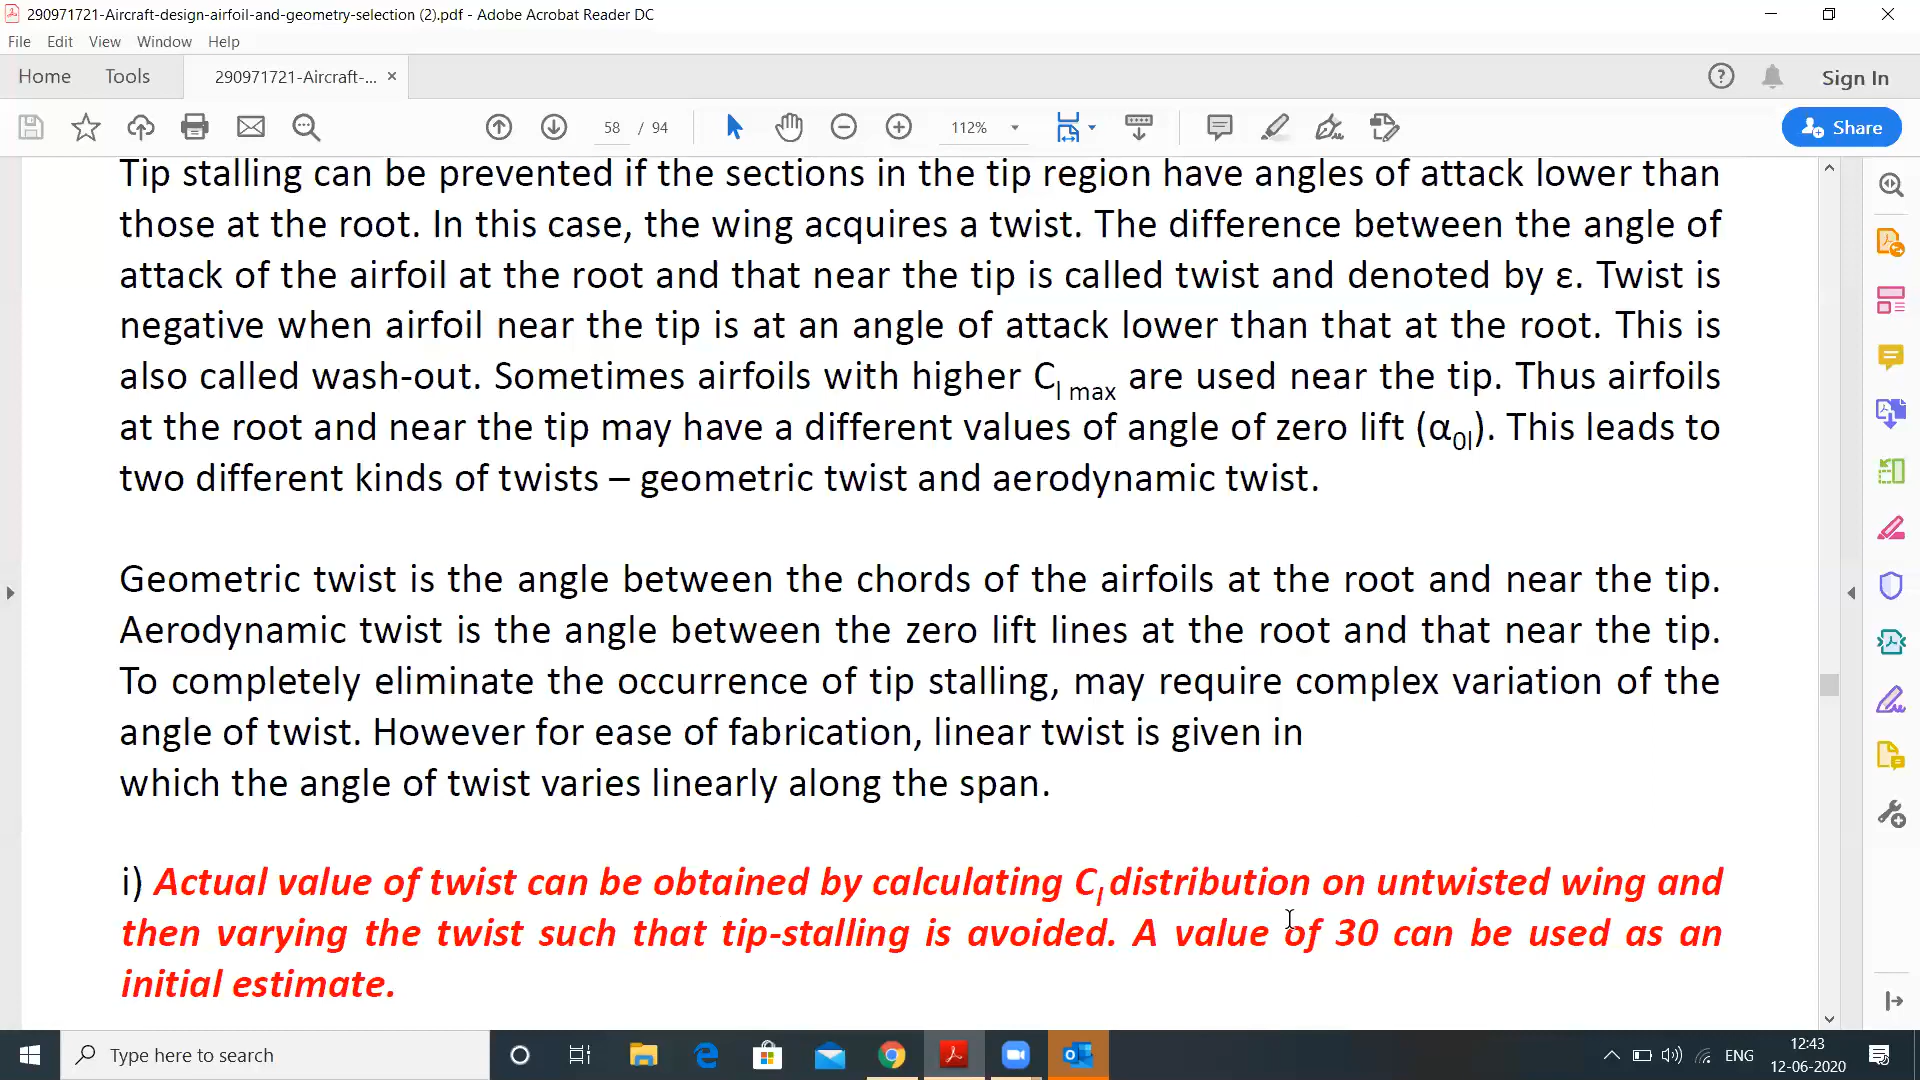 290971721-Aircraft-design-airfoil-and-geometry-selection (2).pdf - Adobe Acrobat Reader DC
File Edit View Window Help
Home Tools 290971721-Aircraft-... × Sign In
58 / 94 112% Share
Tip stalling can be prevented if the sections in the tip region have angles of attack lower than
those at the root. In this case, the wing acquires a twist. The difference between the angle of
attack of the airfoil at the root and that near the tip is called twist and denoted by ε. Twist is
negative when airfoil near the tip is at an angle of attack lower than that at the root. This is
also called wash-out. Sometimes airfoils with higher Cl max are used near the tip. Thus airfoils
at the root and near the tip may have a different values of angle of zero lift (α0l). This leads to
two different kinds of twists – geometric twist and aerodynamic twist.
Geometric twist is the angle between the chords of the airfoils at the root and near the tip.
Aerodynamic twist is the angle between the zero lift lines at the root and that near the tip.
To completely eliminate the occurrence of tip stalling, may require complex variation of the
angle of twist. However for ease of fabrication, linear twist is given in
which the angle of twist varies linearly along the span.
i) Actual value of twist can be obtained by calculating Cl distribution on untwisted wing and
then varying the twist such that tip-stalling is avoided. A value of 30 can be used as an
initial estimate.
Type here to search
ENG
12:43
12-06-2020